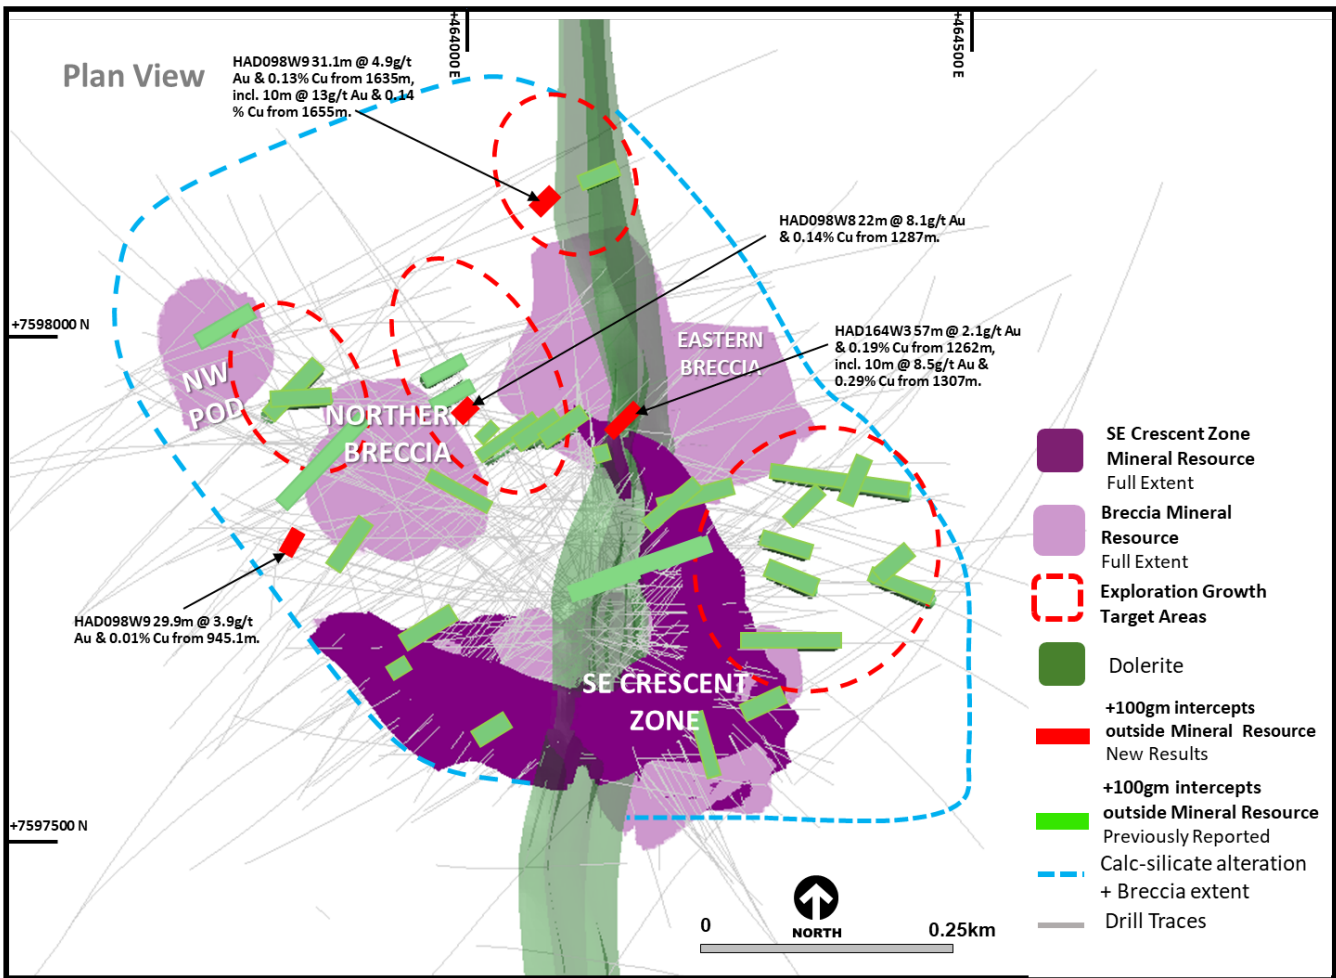 Plan View
+464000 E
+464500 E
HAD098W9 31.1m @ 4.9g/t
Au & 0.13% Cu from 1635m,
incl. 10m @ 13g/t Au & 0.14
% Cu from 1655m.
HAD098W8 22m @ 8.1g/t Au
& 0.14% Cu from 1287m.
HAD164W3 57m @ 2.1g/t Au
& 0.19% Cu from 1262m,
incl. 10m @ 8.5g/t Au &
0.29% Cu from 1307m.
+7598000 N
EASTERN
BRECCIA
NW
POD
NORTHERN
BRECCIA
HAD098W9 29.9m @ 3.9g/t
Au & 0.01% Cu from 945.1m.
SE CRESCENT
ZONE
+7597500 N
0
0.25km
NORTH
SE Crescent Zone
Mineral Resource
Full Extent
Breccia Mineral
Resource
Full Extent
Exploration Growth
Target Areas
Dolerite
+100gm intercepts
outside Mineral Resource
New Results
+100gm intercepts
outside Mineral Resource
Previously Reported
Calc-silicate alteration
+ Breccia extent
Drill Traces